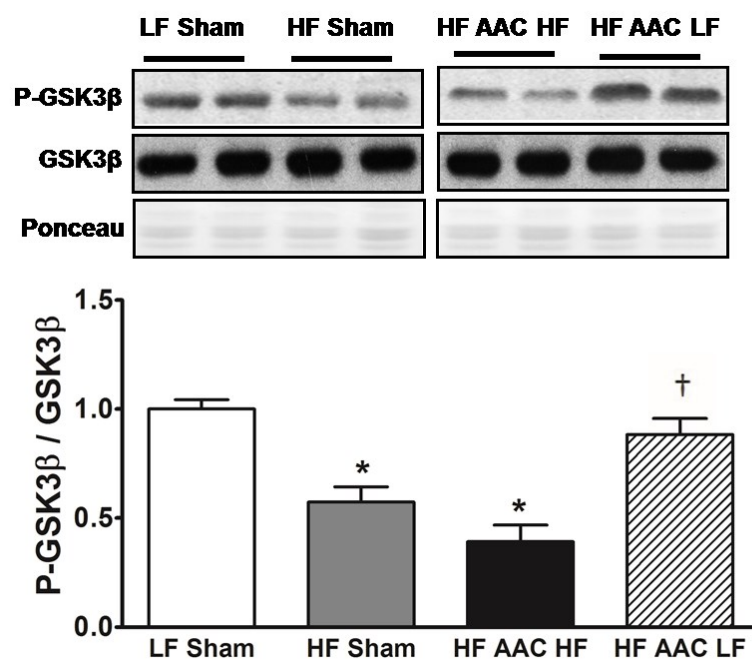 LF Sham HF Sham HF AAC HF HF AAC LF
P-GSK3β
GSK3β
Ponceau
P-GSK3β / GSK3β
1.5
1.0
0.5
0.0
* * †
LF Sham HF Sham HF AAC HF HF AAC LF